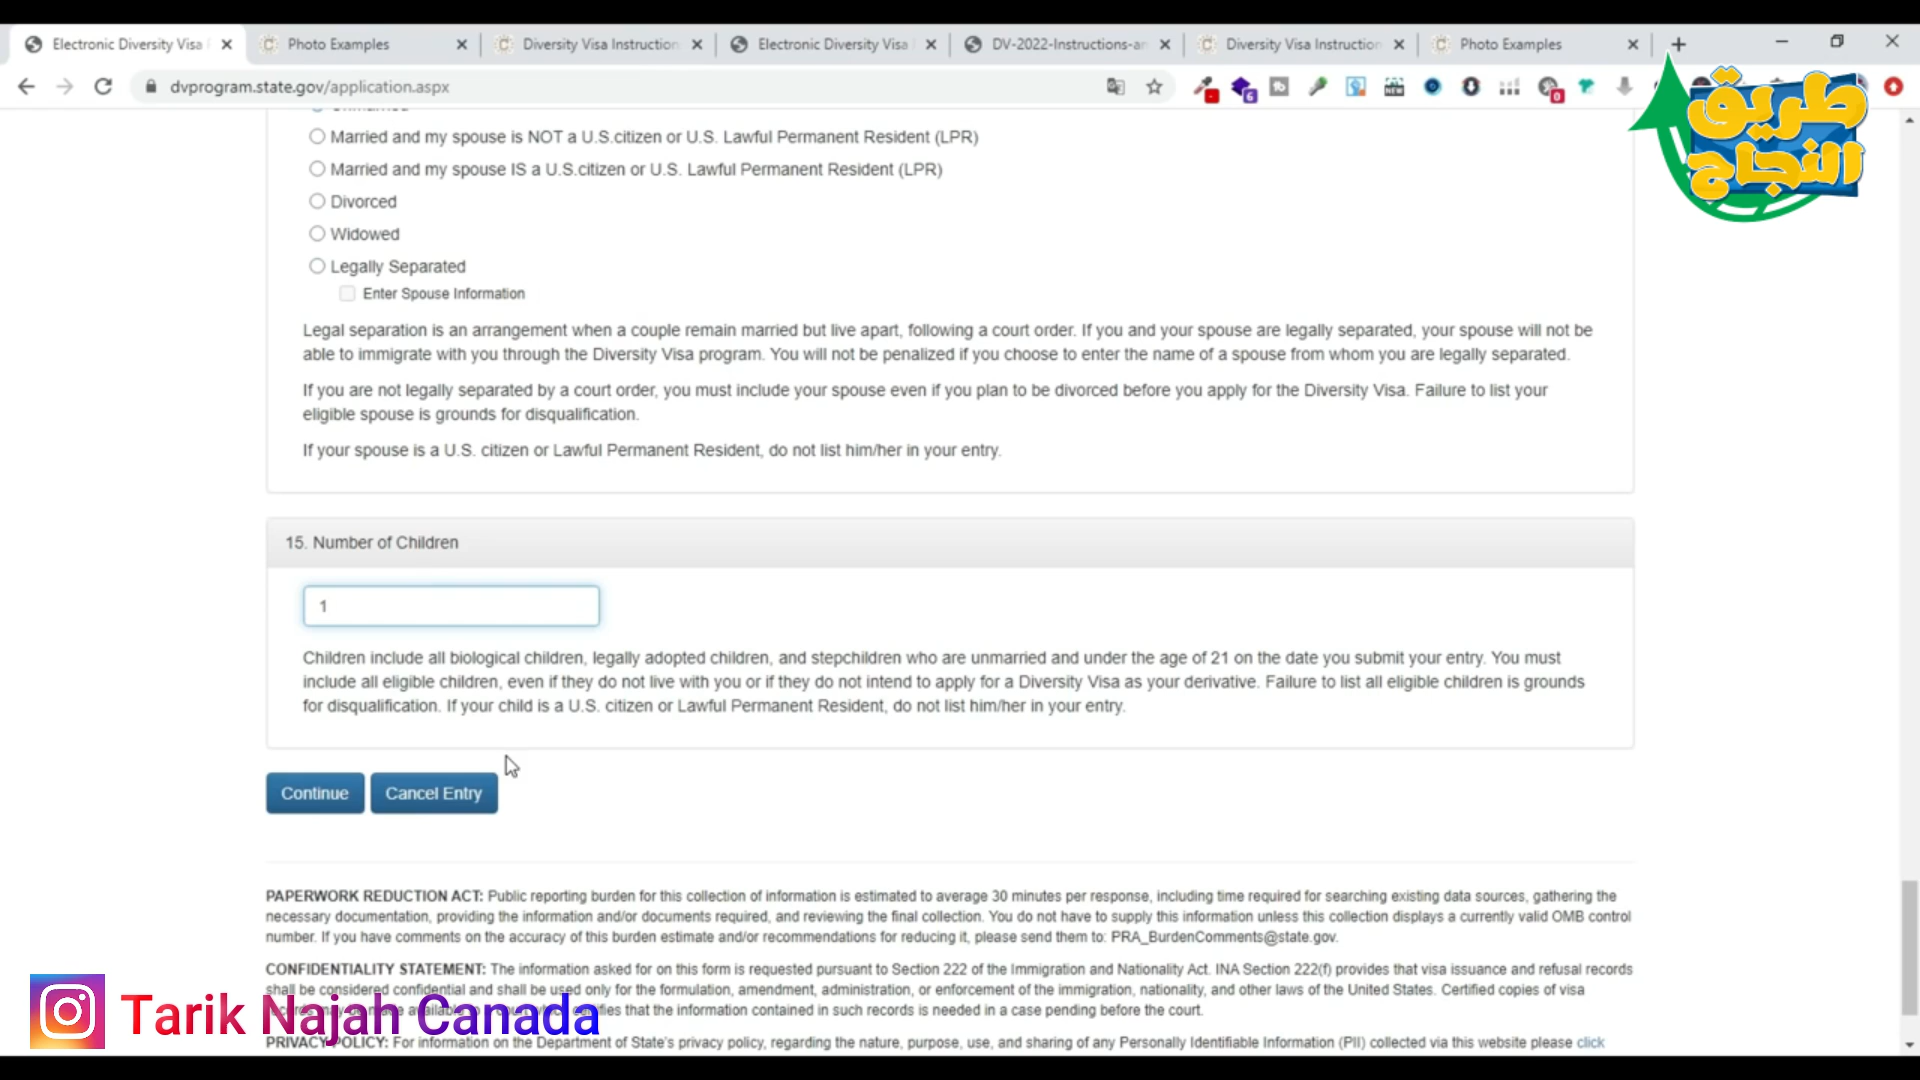 Electronic Diversity Visa
Photo Examples
Diversity Visa Instruction
Electronic Diversity Visa
DV-2022-Instructions-an
Diversity Visa Instruction
Photo Examples
dvprogram.state.gov/application.aspx
طريق
النجاح
Married and my spouse is NOT a U.S.citizen or U.S. Lawful Permanent Resident (LPR)
Married and my spouse IS a U.S.citizen or U.S. Lawful Permanent Resident (LPR)
Divorced
Widowed
Legally Separated
Enter Spouse Information
Legal separation is an arrangement when a couple remain married but live apart, following a court order. If you and your spouse are legally separated, your spouse will not be
able to immigrate with you through the Diversity Visa program. You will not be penalized if you choose to enter the name of a spouse from whom you are legally separated.
If you are not legally separated by a court order, you must include your spouse even if you plan to be divorced before you apply for the Diversity Visa. Failure to list your
eligible spouse is grounds for disqualification.
If your spouse is a U.S. citizen or Lawful Permanent Resident, do not list him/her in your entry.
15. Number of Children
1
Children include all biological children, legally adopted children, and stepchildren who are unmarried and under the age of 21 on the date you submit your entry. You must
include all eligible children, even if they do not live with you or if they do not intend to apply for a Diversity Visa as your derivative. Failure to list all eligible children is grounds
for disqualification. If your child is a U.S. citizen or Lawful Permanent Resident, do not list him/her in your entry.
Continue
Cancel Entry
PAPERWORK REDUCTION ACT: Public reporting burden for this collection of information is estimated to average 30 minutes per response, including time required for searching existing data sources, gathering the
necessary documentation, providing the information and/or documents required, and reviewing the final collection. You do not have to supply this information unless this collection displays a currently valid OMB control
number. If you have comments on the accuracy of this burden estimate and/or recommendations for reducing it, please send them to: PRA_BurdenComments@state.gov.
CONFIDENTIALITY STATEMENT: The information asked for on this form is requested pursuant to Section 222 of the Immigration and Nationality Act. INA Section 222(f) provides that visa issuance and refusal records
shall be considered confidential and shall be used only for the formulation, amendment, administration, or enforcement of the immigration, nationality, and other laws of the United States. Certified copies of visa
that the information contained in such records is needed in a case pending before the court.
Tarik Najah Canada
PRIVACY POLICY: For information on the Department of State's privacy policy, regarding the nature, purpose, use, and sharing of any Personally Identifiable Information (PII) collected via this website please click